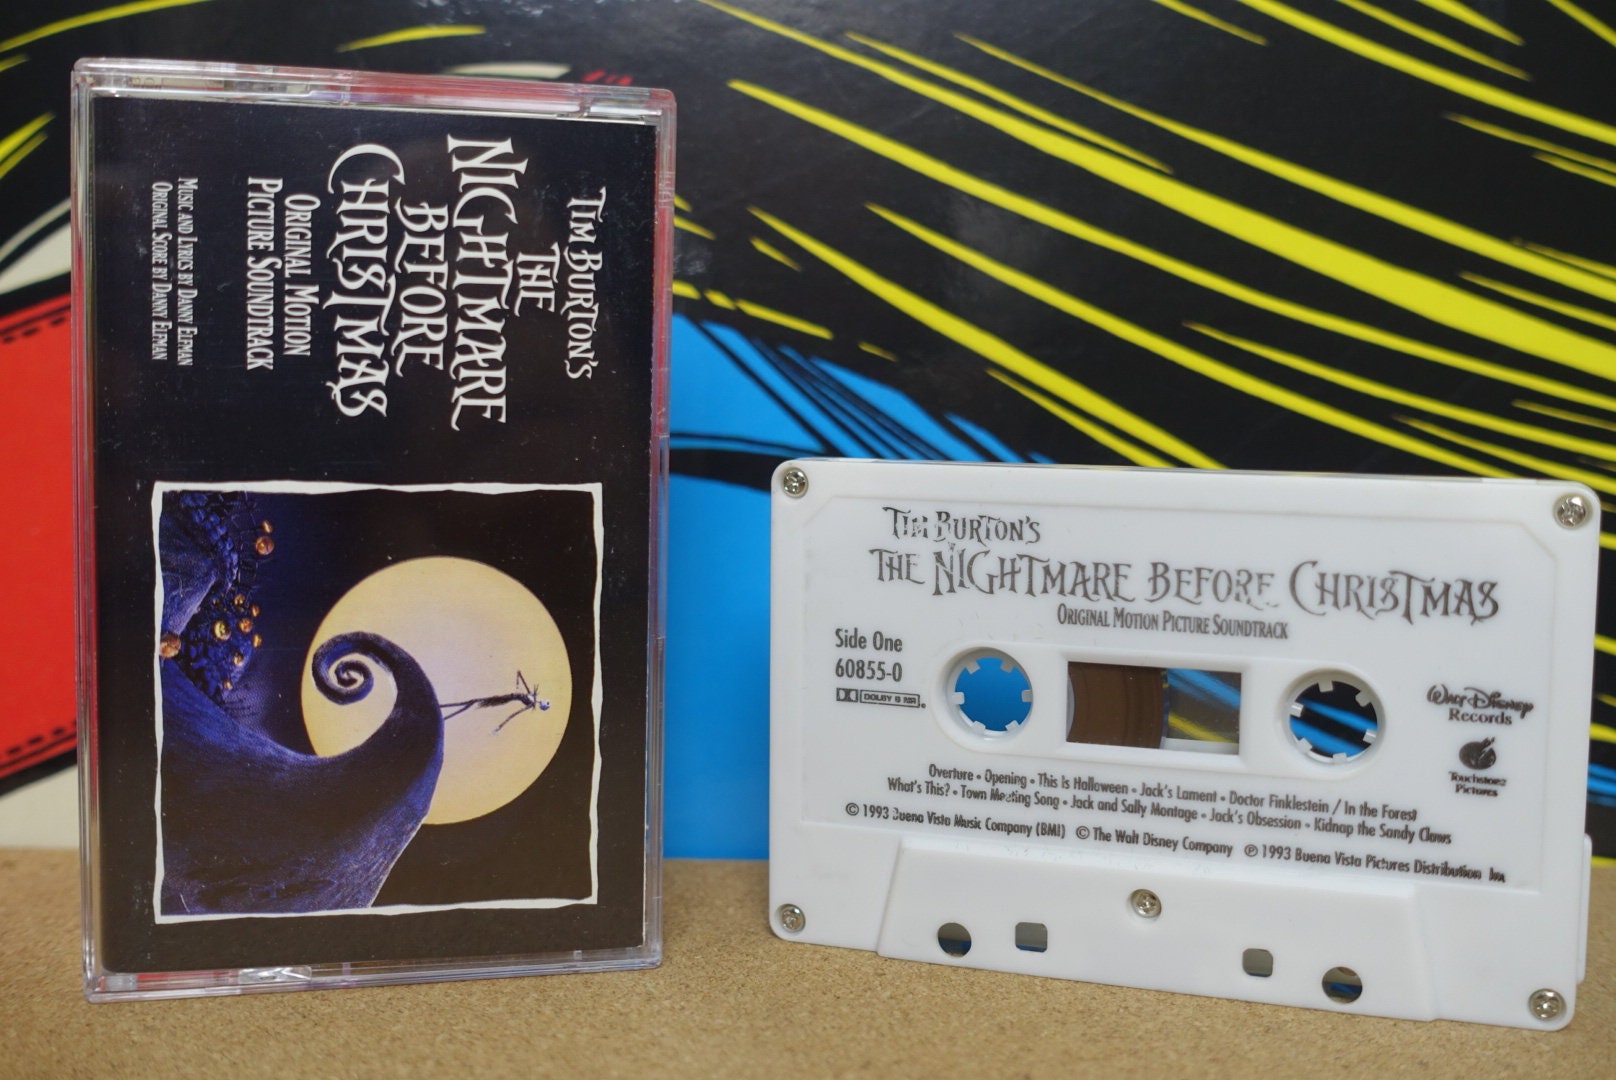 TIM BURTON'S
THE
NIGHTMARE
BEFORE
CHRISTMAS
ORIGINAL MOTION
PICTURE SOUNDTRACK
MUSIC AND LYRICS BY DANNY ELFMAN
ORIGINAL SCORE BY DANNY ELFMAN
TIM BURTON'S
THE NIGHTMARE BEFORE CHRISTMAS
ORIGINAL MOTION PICTURE SOUNDTRACK
Side One
60855-0
DOLBY B NR
Walt Disney
Records
Touchstone
Pictures
Overture • Opening • This Is Halloween • Jack's Lament • Doctor Finklestein / In the Forest
What's This? • Town Meeting Song • Jack and Sally Montage • Jack's Obsession • Kidnap the Sandy Claws
© 1993 Buena Vista Music Company (BMI) © The Walt Disney Company ℗ 1993 Buena Vista Pictures Distribution